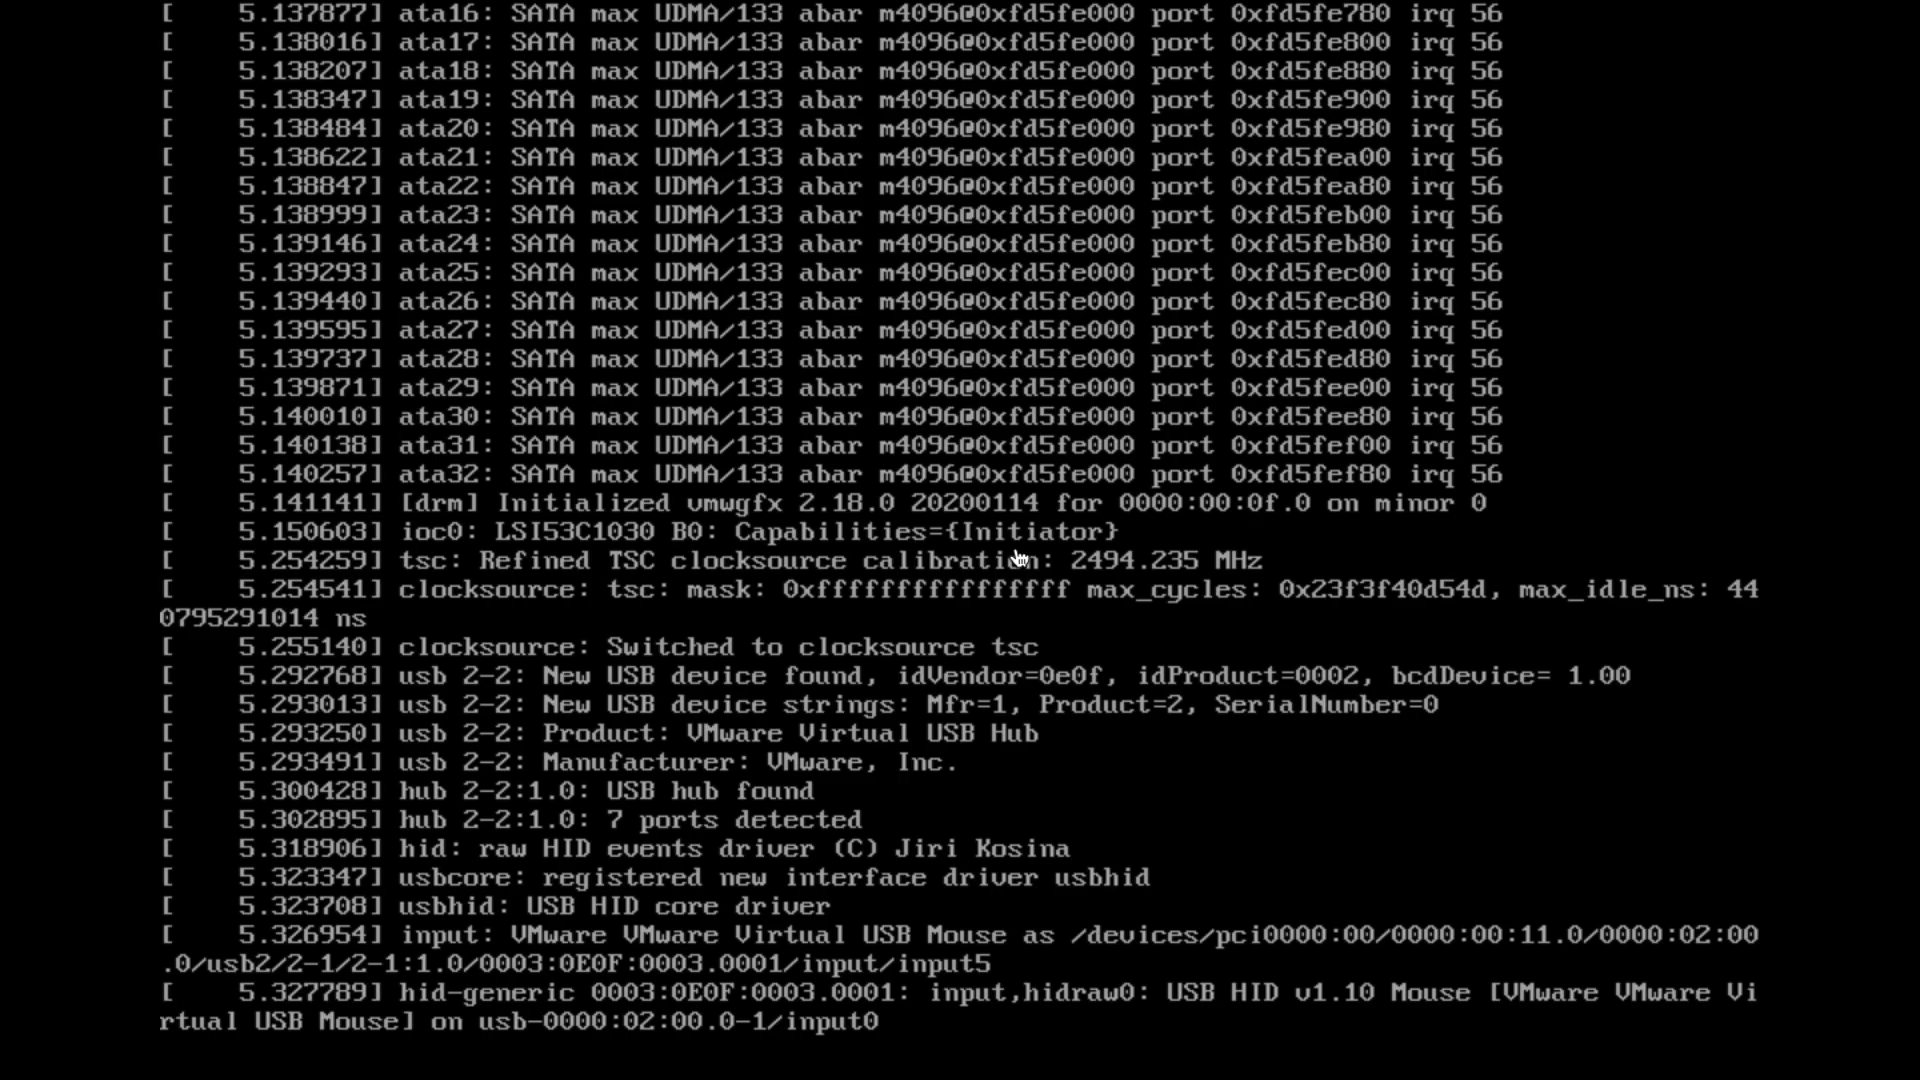 [    5.137877] ata16: SATA max UDMA/133 abar m4096@0xfd5fe000 port 0xfd5fe780 irq 56
[    5.138016] ata17: SATA max UDMA/133 abar m4096@0xfd5fe000 port 0xfd5fe800 irq 56
[    5.138207] ata18: SATA max UDMA/133 abar m4096@0xfd5fe000 port 0xfd5fe880 irq 56
[    5.138347] ata19: SATA max UDMA/133 abar m4096@0xfd5fe000 port 0xfd5fe900 irq 56
[    5.138484] ata20: SATA max UDMA/133 abar m4096@0xfd5fe000 port 0xfd5fe980 irq 56
[    5.138622] ata21: SATA max UDMA/133 abar m4096@0xfd5fe000 port 0xfd5fea00 irq 56
[    5.138847] ata22: SATA max UDMA/133 abar m4096@0xfd5fe000 port 0xfd5fea80 irq 56
[    5.138999] ata23: SATA max UDMA/133 abar m4096@0xfd5fe000 port 0xfd5feb00 irq 56
[    5.139146] ata24: SATA max UDMA/133 abar m4096@0xfd5fe000 port 0xfd5feb80 irq 56
[    5.139293] ata25: SATA max UDMA/133 abar m4096@0xfd5fe000 port 0xfd5fec00 irq 56
[    5.139440] ata26: SATA max UDMA/133 abar m4096@0xfd5fe000 port 0xfd5fec80 irq 56
[    5.139595] ata27: SATA max UDMA/133 abar m4096@0xfd5fe000 port 0xfd5fed00 irq 56
[    5.139737] ata28: SATA max UDMA/133 abar m4096@0xfd5fe000 port 0xfd5fed80 irq 56
[    5.139871] ata29: SATA max UDMA/133 abar m4096@0xfd5fe000 port 0xfd5fee00 irq 56
[    5.140010] ata30: SATA max UDMA/133 abar m4096@0xfd5fe000 port 0xfd5fee80 irq 56
[    5.140138] ata31: SATA max UDMA/133 abar m4096@0xfd5fe000 port 0xfd5fef00 irq 56
[    5.140257] ata32: SATA max UDMA/133 abar m4096@0xfd5fe000 port 0xfd5fef80 irq 56
[    5.141141] [drm] Initialized vmwgfx 2.18.0 20200114 for 0000:00:0f.0 on minor 0
[    5.150603] ioc0: LSI53C1030 B0: Capabilities={Initiator}
[    5.254259] tsc: Refined TSC clocksource calibration: 2494.235 MHz
[    5.254541] clocksource: tsc: mask: 0xffffffffffffffff max_cycles: 0x23f3f40d54d, max_idle_ns: 44
0795291014 ns
[    5.255140] clocksource: Switched to clocksource tsc
[    5.292768] usb 2-2: New USB device found, idVendor=0e0f, idProduct=0002, bcdDevice= 1.00
[    5.293013] usb 2-2: New USB device strings: Mfr=1, Product=2, SerialNumber=0
[    5.293250] usb 2-2: Product: VMware Virtual USB Hub
[    5.293491] usb 2-2: Manufacturer: VMware, Inc.
[    5.300428] hub 2-2:1.0: USB hub found
[    5.302895] hub 2-2:1.0: 7 ports detected
[    5.318906] hid: raw HID events driver (C) Jiri Kosina
[    5.323347] usbcore: registered new interface driver usbhid
[    5.323708] usbhid: USB HID core driver
[    5.326954] input: VMware VMware Virtual USB Mouse as /devices/pci0000:00/0000:00:11.0/0000:02:00
.0/usb2/2-1/2-1:1.0/0003:0E0F:0003.0001/input/input5
[    5.327789] hid-generic 0003:0E0F:0003.0001: input,hidraw0: USB HID v1.10 Mouse [VMware VMware Vi
rtual USB Mouse] on usb-0000:02:00.0-1/input0